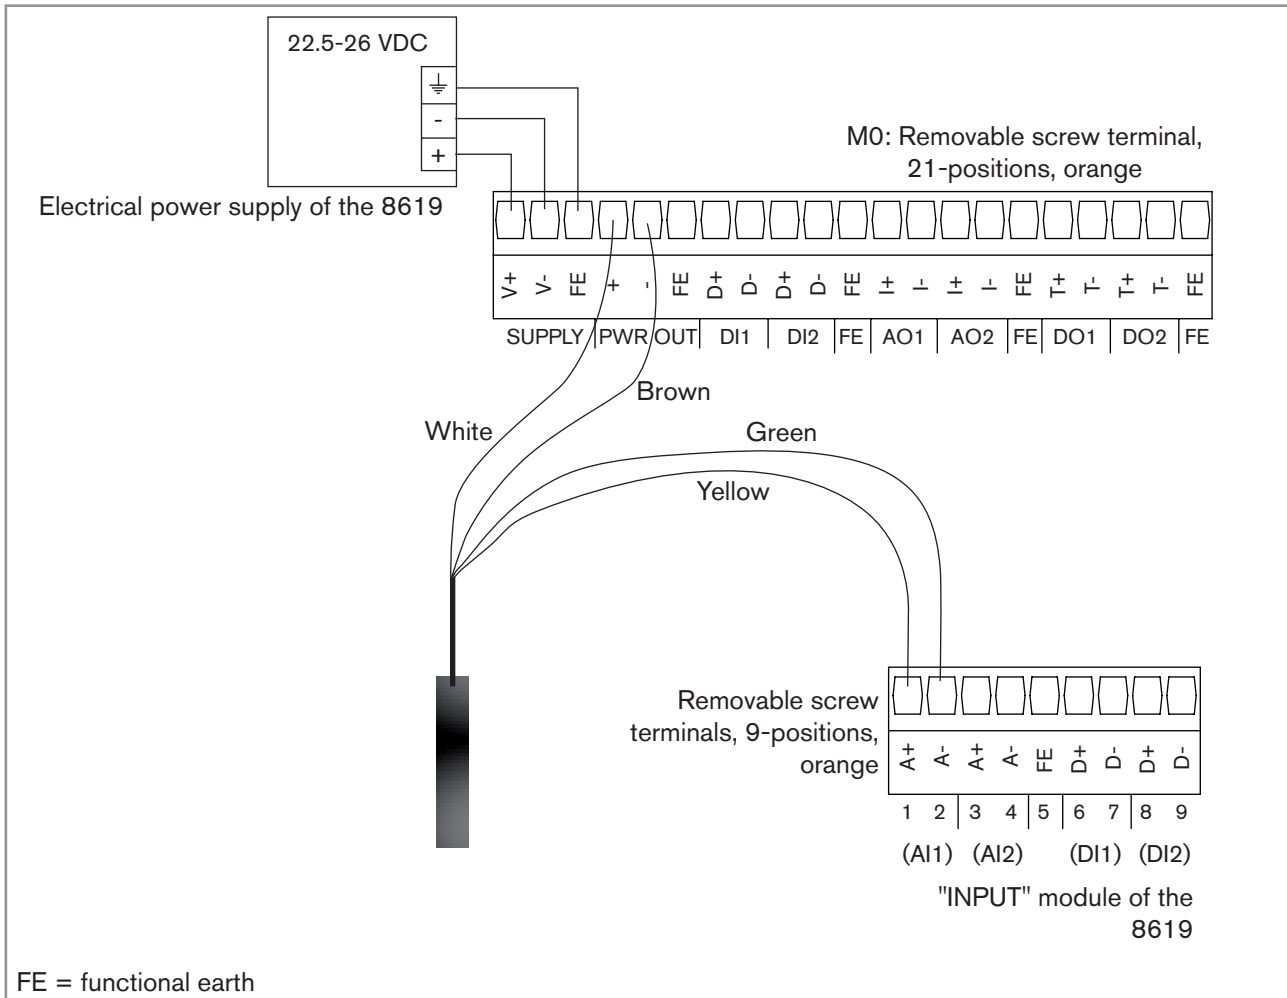 22.5-26 VDC
-
+
Electrical power supply of the 8619
M0: Removable screw terminal,
21-positions, orange
V+ V- FE + - FE D+ D- D+ D- FE I+ I- I+ I- FE T+ T- T+ T- FE
SUPPLY PWR OUT DI1 DI2 FE AO1 AO2 FE DO1 DO2 FE
Brown
White
Green
Yellow
Removable screw
terminals, 9-positions,
orange
A+ A- A+ A- FE D+ D- D+ D-
1 2 3 4 5 6 7 8 9
(AI1) (AI2) (DI1) (DI2)
"INPUT" module of the
8619
FE = functional earth